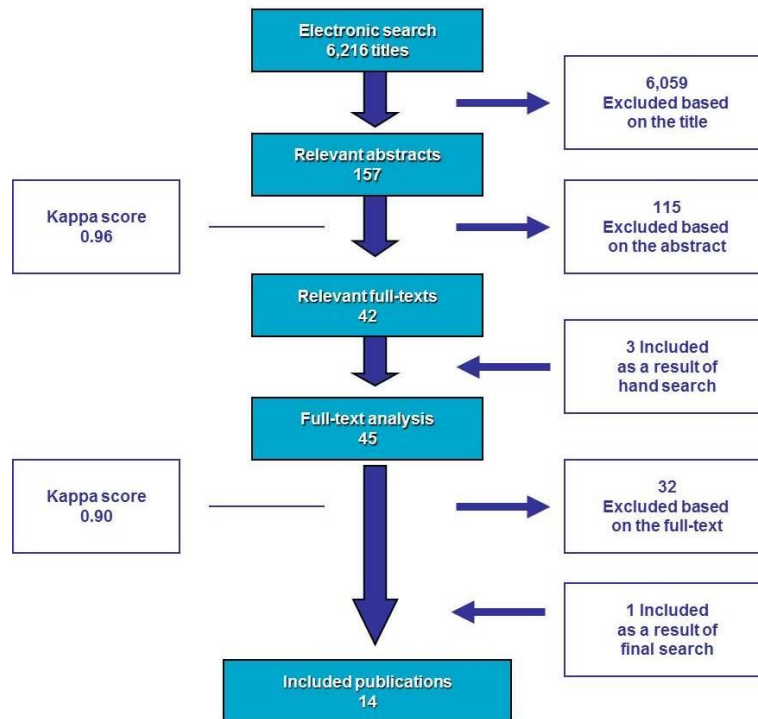 Electronic search
6,216 titles
6,059
Excluded based
on the title
Relevant abstracts
157
Kappa score
0.96
115
Excluded based
on the abstract
Relevant full-texts
42
3 Included
as a result of
hand search
Full-text analysis
45
Kappa score
0.90
32
Excluded based
on the full-text
1 Included
as a result of
final search
Included publications
14